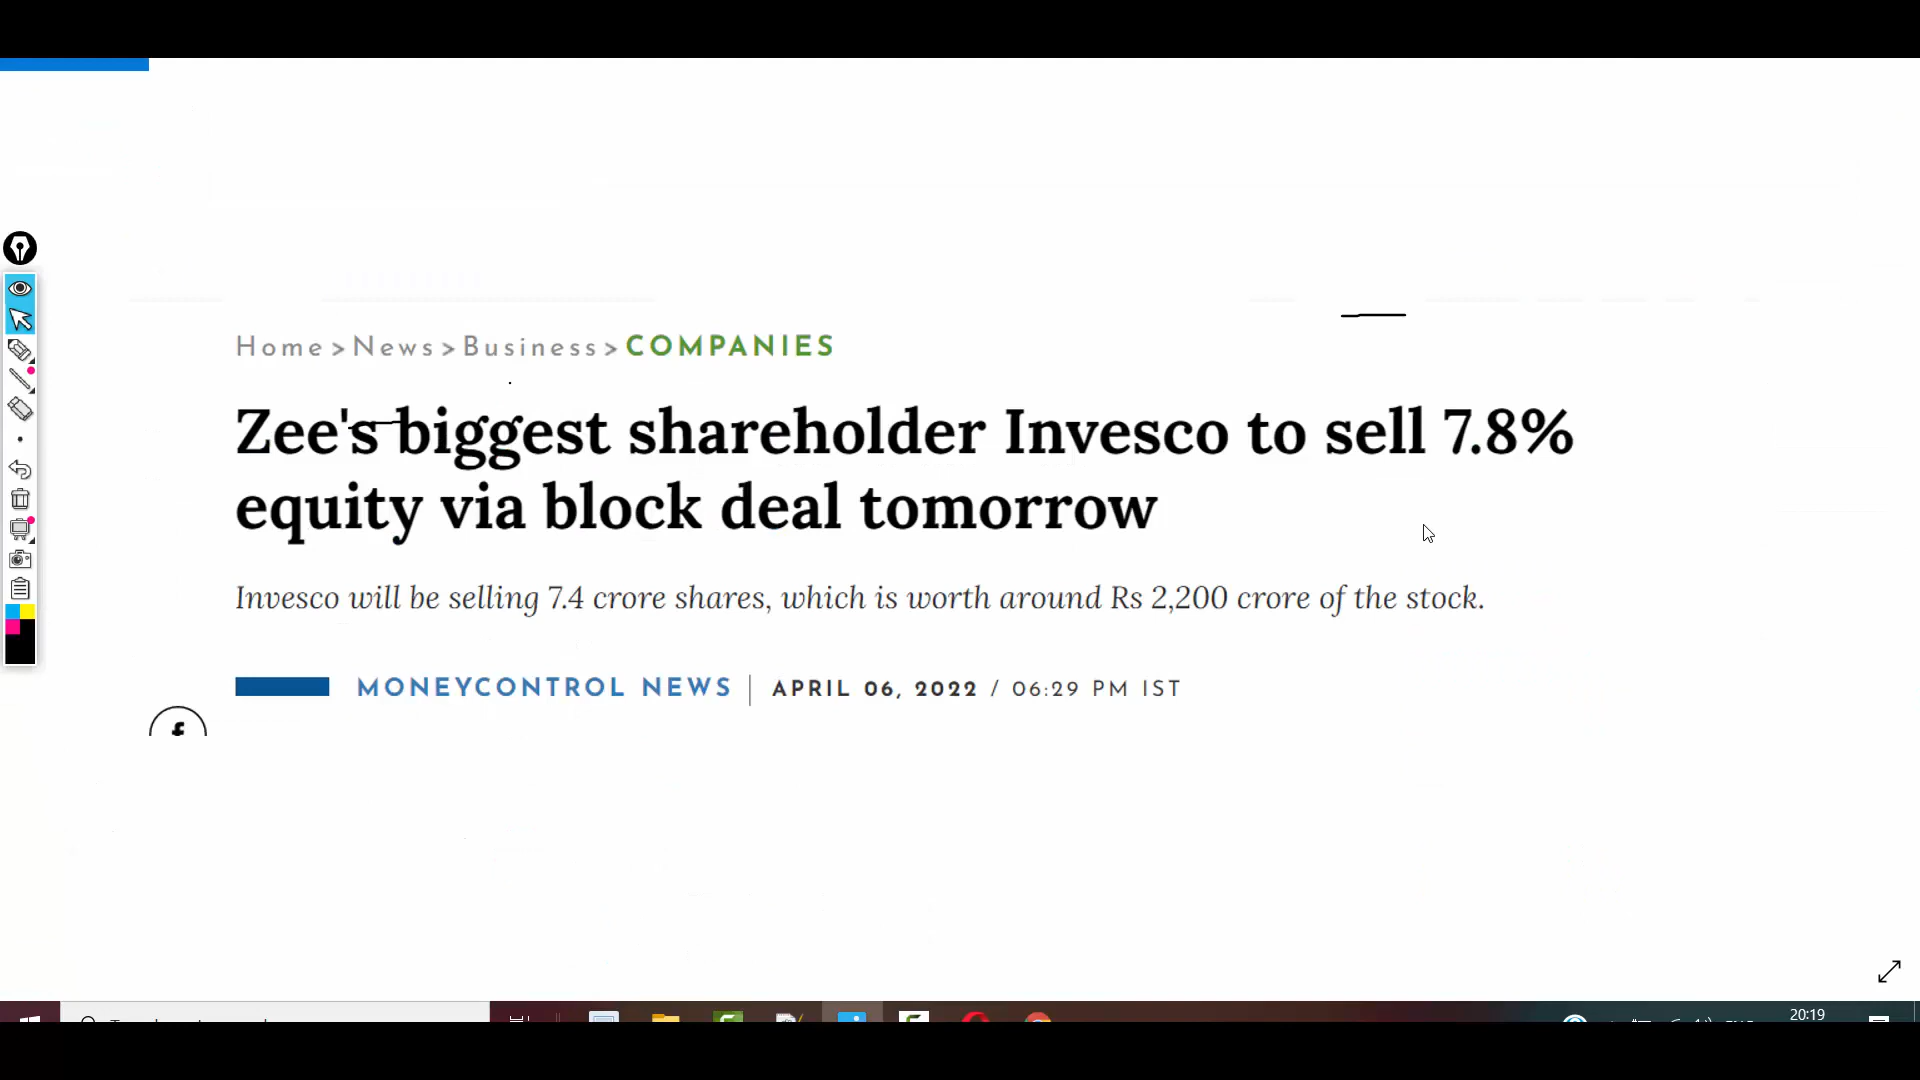 Home > News > Business > COMPANIES
Zee's biggest shareholder Invesco to sell 7.8%
equity via block deal tomorrow
Invesco will be selling 7.4 crore shares, which is worth around Rs 2,200 crore of the stock.
MONEYCONTROL NEWS | APRIL 06, 2022 / 06:29 PM IST
20:19